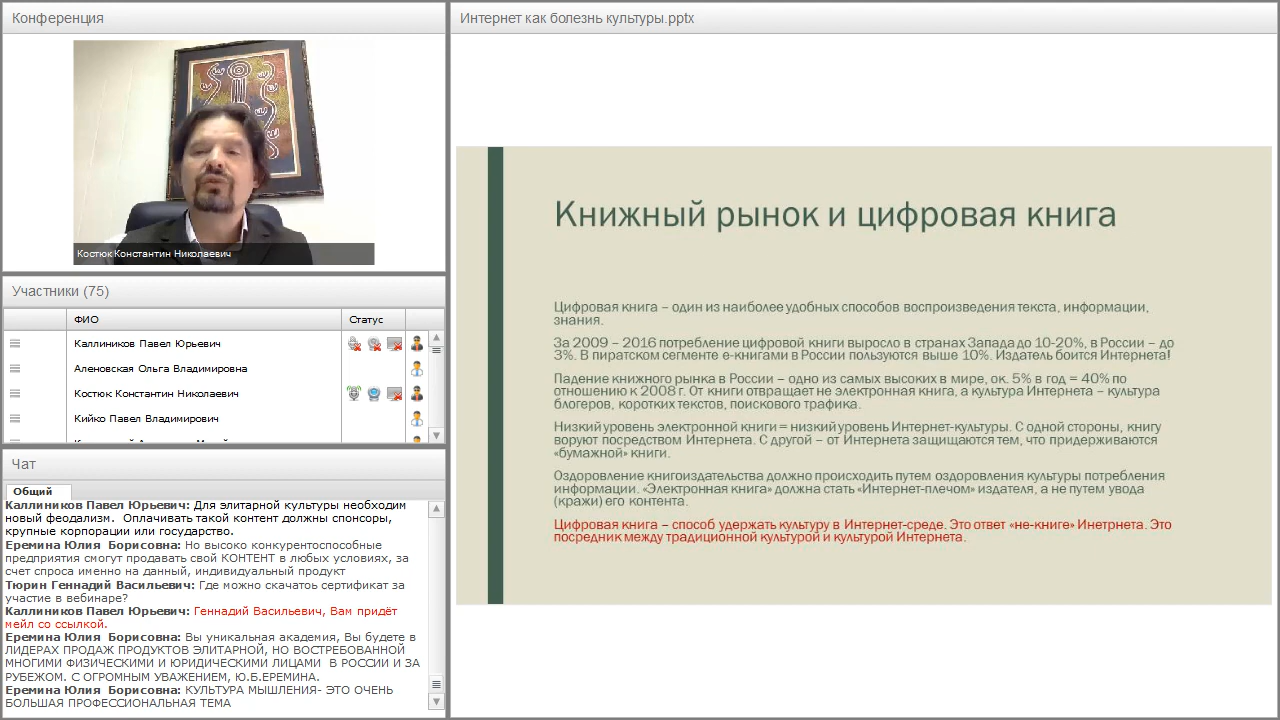 Конференция
Костюк Константин Николаевич
Участники (75)
ФИО
Статус
Каллиников Павел Юрьевич
Аленовская Ольга Владимировна
Костюк Константин Николаевич
Кийко Павел Владимирович
Чат
Общий
Каллиников Павел Юрьевич: Для элитарной культуры необходим
новый феодализм. Оплачивать такой контент должны спонсоры,
крупные корпорации или государство.
Еремина Юлия Борисовна: Но высоко конкурентоспособные
предприятия смогут продавать свой КОНТЕНТ в любых условиях, за
счет спроса именно на данный, индивидуальный продукт
Тюрин Геннадий Васильевич: Где можно скачать сертификат за
участие в вебинаре?
Каллиников Павел Юрьевич: Геннадий Васильевич, Вам придёт
мейл со ссылкой.
Еремина Юлия Борисовна: Вы уникальная академия, Вы будете в
ЛИДЕРАХ ПРОДАЖ ПРОДУКТОВ ЭЛИТАРНОЙ, НО ВОСТРЕБОВАННОЙ
МНОГИМИ ФИЗИЧЕСКИМИ И ЮРИДИЧЕСКИМИ ЛИЦАМИ В РОССИИ И ЗА
РУБЕЖОМ. С ОГРОМНЫМ УВАЖЕНИЕМ, Ю.Б.ЕРЕМИНА.
Еремина Юлия Борисовна: КУЛЬТУРА МЫШЛЕНИЯ- ЭТО ОЧЕНЬ
БОЛЬШАЯ ПРОФЕССИОНАЛЬНАЯ ТЕМА
Интернет как болезнь культуры.pptx
Книжный рынок и цифровая книга
Цифровая книга – один из наиболее удобных способов воспроизведения текста, информации,
знания.
За 2009 – 2016 потребление цифровой книги выросло в странах Запада до 10-20%, в России – до
3%. В пиратском сегменте е-книгами в России пользуются выше 10%. Издатель боится Интернета!
Падение книжного рынка в России – одно из самых высоких в мире, ок. 5% в год = 40% по
отношению к 2008 г. От книги отвращает не электронная книга, а культура Интернета – культура
блогеров, коротких текстов, поискового трафика.
Низкий уровень электронной книги = низкий уровень Интернет-культуры. С одной стороны, книгу
воруют посредством Интернета. С другой – от Интернета защищаются тем, что придерживаются
«бумажной» книги.
Оздоровление книгоиздательства должно происходить путем оздоровления культуры потребления
информации. «Электронная книга» должна стать «Интернет-плечом» издателя, а не путем увода
(кражи) его контента.
Цифровая книга – способ удержать культуру в Интернет-среде. Это ответ «не-книге» Инетрнета. Это
посредник между традиционной культурой и культурой Интернета.